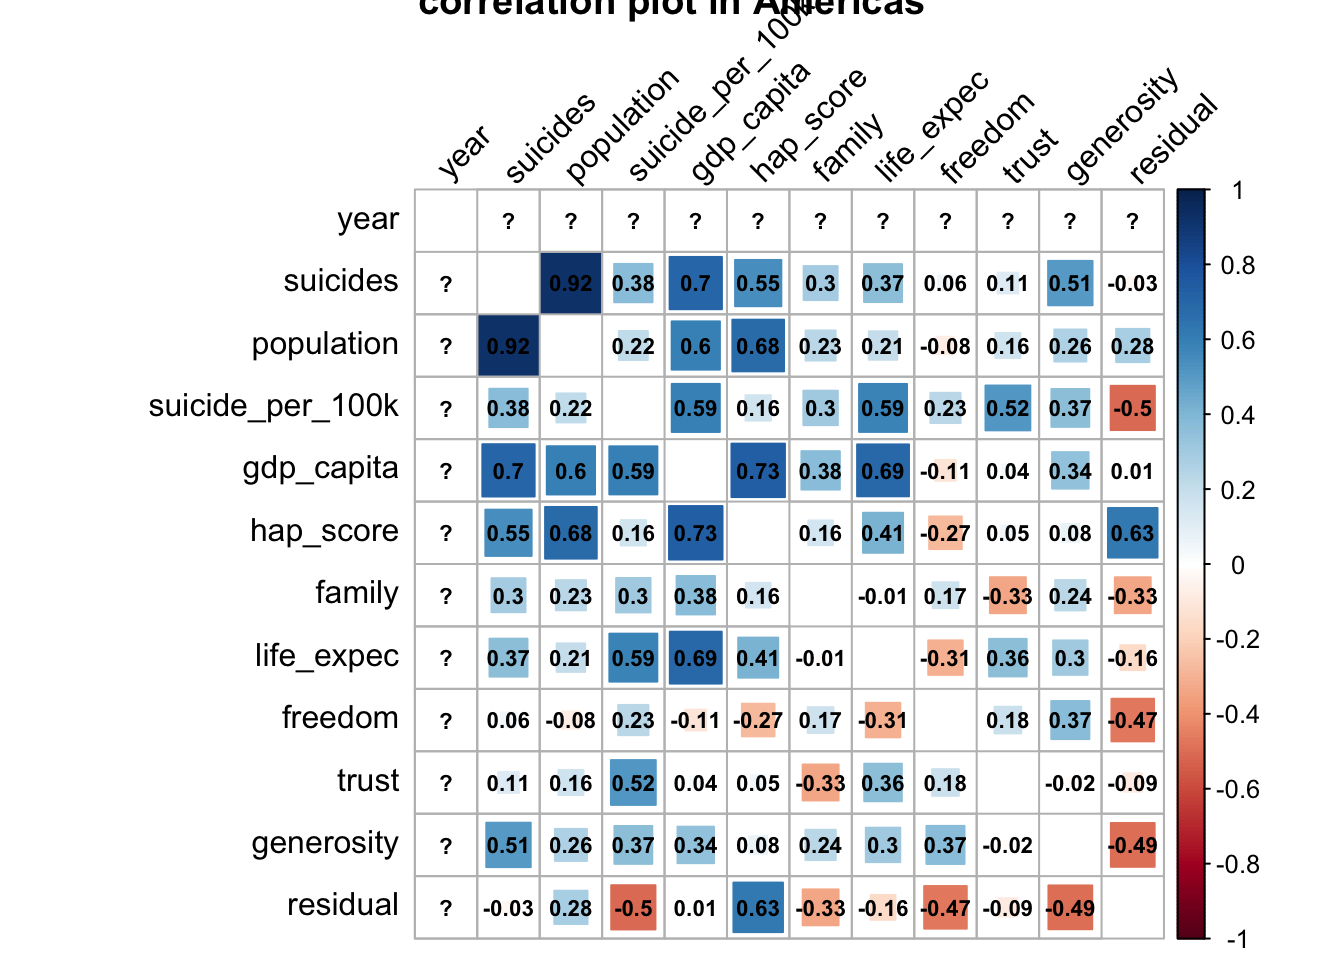 correlation plot in Americas
year suicides population suicide_per_100k gdp_capita hap_score family life_expec freedom trust generosity residual
year ? ? ? ? ? ? ? ? ? ? ?
suicides ? 0.92 0.38 0.7 0.55 0.3 0.37 0.06 0.11 0.51 -0.03
population ? 0.92 0.22 0.6 0.68 0.23 0.21 -0.08 0.16 0.26 0.28
suicide_per_100k ? 0.38 0.22 0.59 0.16 0.3 0.59 0.23 0.52 0.37 -0.5
gdp_capita ? 0.7 0.6 0.59 0.73 0.38 0.69 -0.11 0.04 0.34 0.01
hap_score ? 0.55 0.68 0.16 0.73 0.16 0.41 -0.27 0.05 0.08 0.63
family ? 0.3 0.23 0.3 0.38 0.16 -0.01 0.17 -0.33 0.24 -0.33
life_expec ? 0.37 0.21 0.59 0.69 0.41 -0.01 -0.31 0.36 0.3 -0.16
freedom ? 0.06 -0.08 0.23 -0.11 -0.27 0.17 -0.31 0.18 0.37 -0.47
trust ? 0.11 0.16 0.52 0.04 0.05 -0.33 0.36 0.18 -0.02 -0.09
generosity ? 0.51 0.26 0.37 0.34 0.08 0.24 0.3 0.37 -0.02 -0.49
residual ? -0.03 0.28 -0.5 0.01 0.63 -0.33 -0.16 -0.47 -0.09 -0.49
1
0.8
0.6
0.4
0.2
0
-0.2
-0.4
-0.6
-0.8
-1